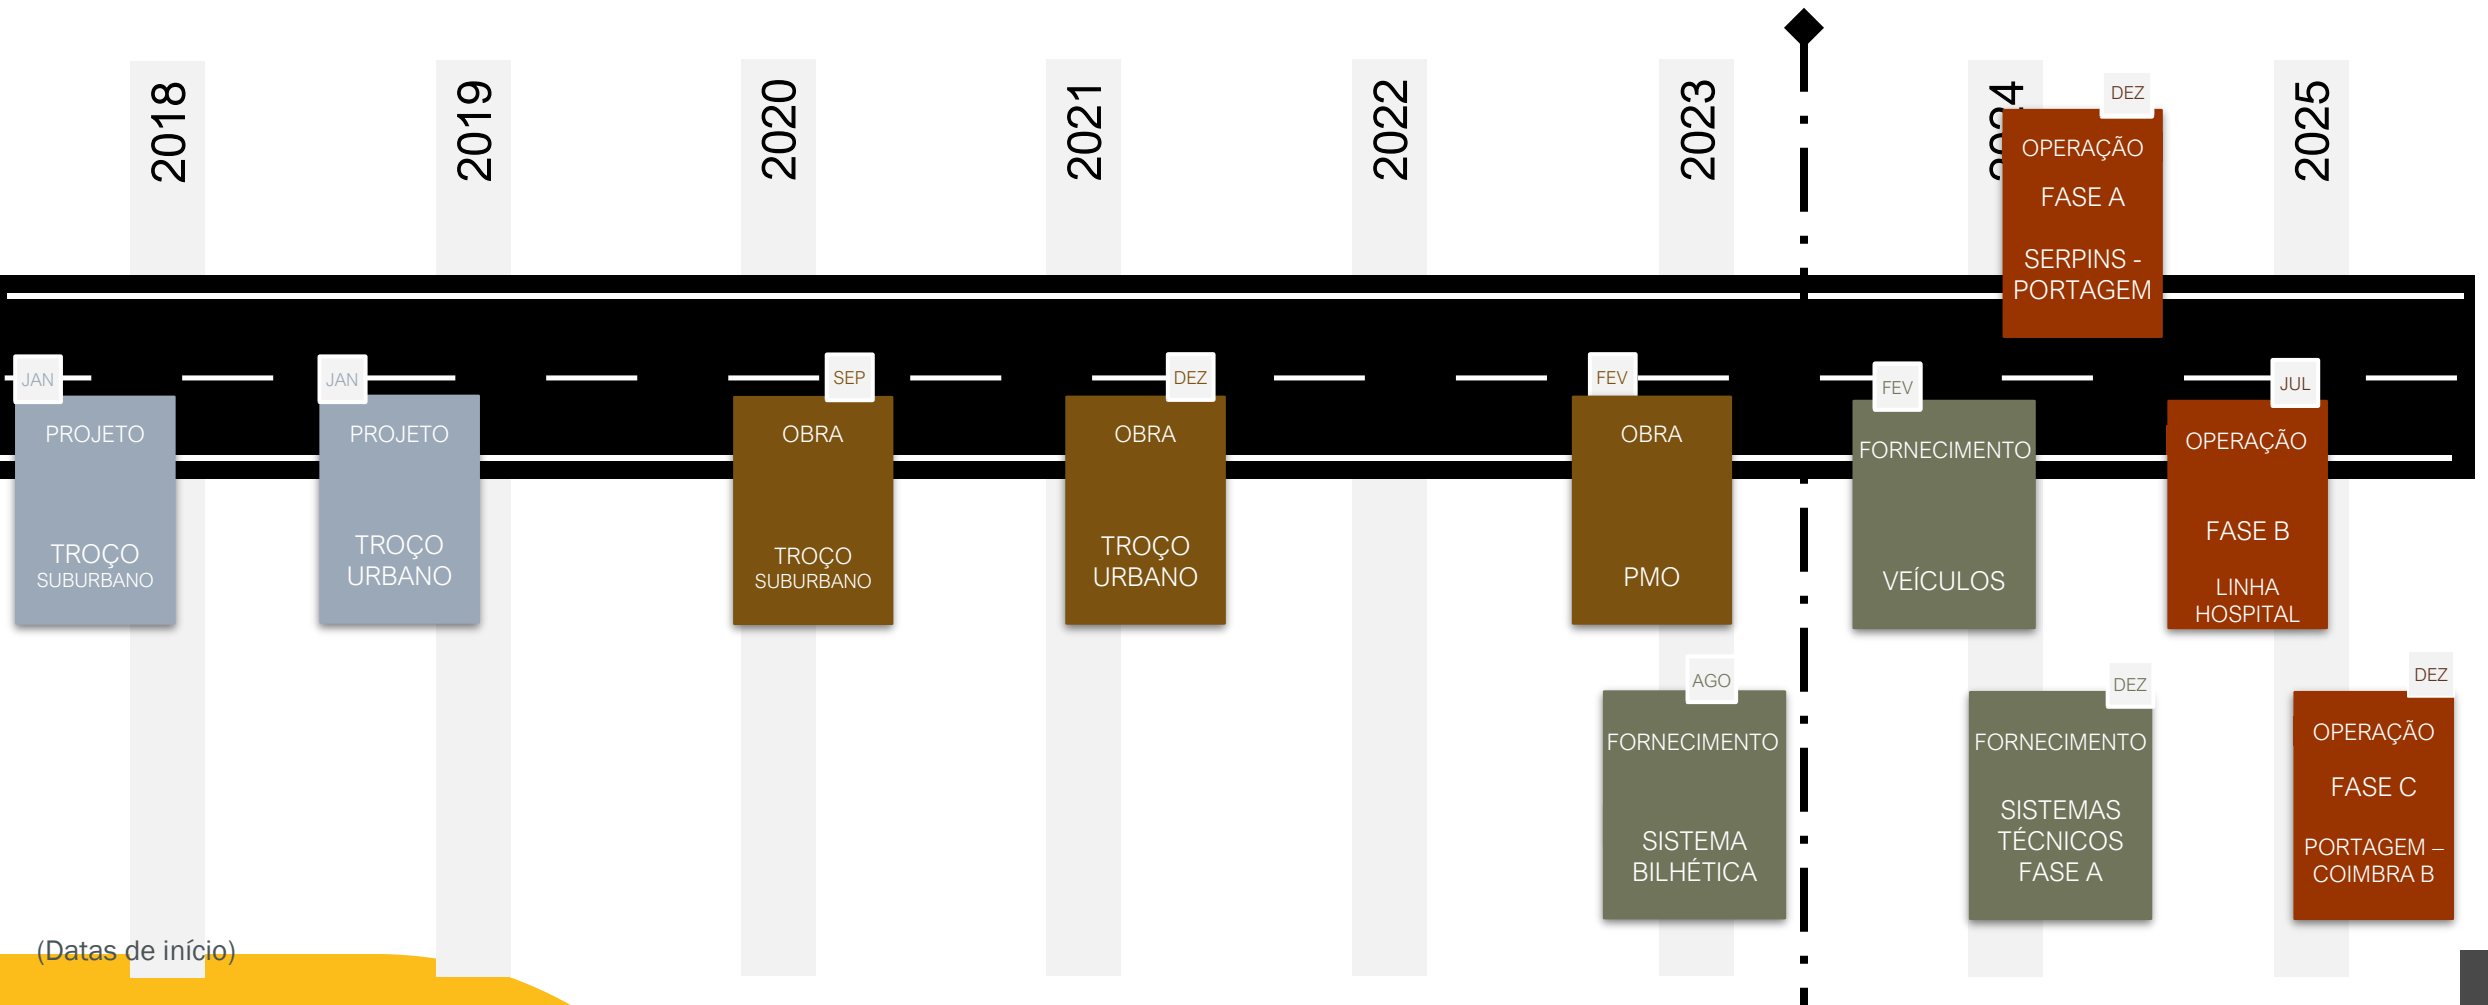 2018
2019
2020
2021
2022
2023
2024
2025
DEZ
OPERAÇÃO
FASE A
SERPINS -
PORTAGEM
JAN
PROJETO
TROÇO
SUBURBANO
JAN
PROJETO
TROÇO
URBANO
SEP
OBRA
TROÇO
SUBURBANO
DEZ
OBRA
TROÇO
URBANO
FEV
OBRA
PMO
FEV
FORNECIMENTO
VEÍCULOS
JUL
OPERAÇÃO
FASE B
LINHA
HOSPITAL
AGO
FORNECIMENTO
SISTEMA
BILHÉTICA
DEZ
FORNECIMENTO
SISTEMAS
TÉCNICOS
FASE A
DEZ
OPERAÇÃO
FASE C
PORTAGEM –
COIMBRA B
(Datas de início)